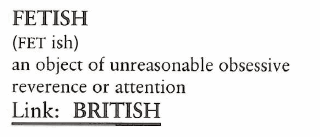 FETISH
(FET ish)
an object of unreasonable obsessive
reverence or attention
Link: BRITISH